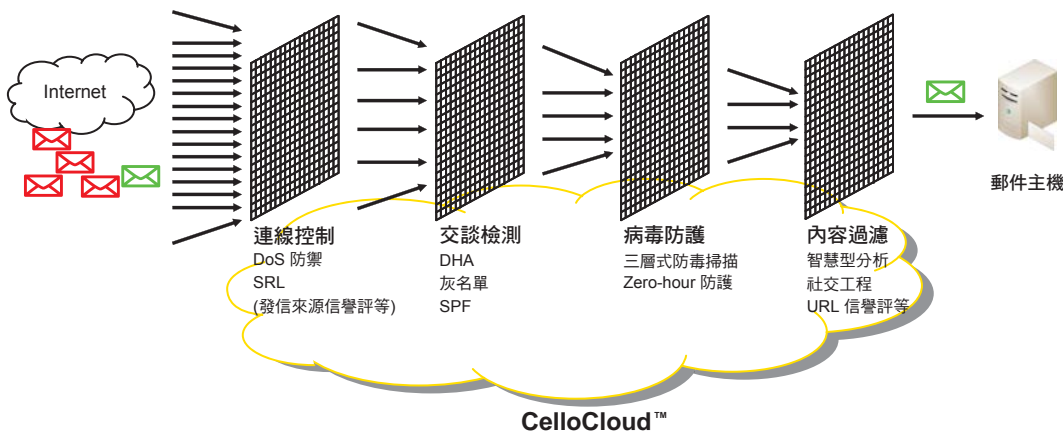 Internet
郵件主機
連線控制
DoS 防禦
SRL
(發信來源信譽評等)
交談檢測
DHA
灰名單
SPF
病毒防護
三層式防毒掃描
Zero-hour 防護
內容過濾
智慧型分析
社交工程
URL 信譽評等
CelloCloud™